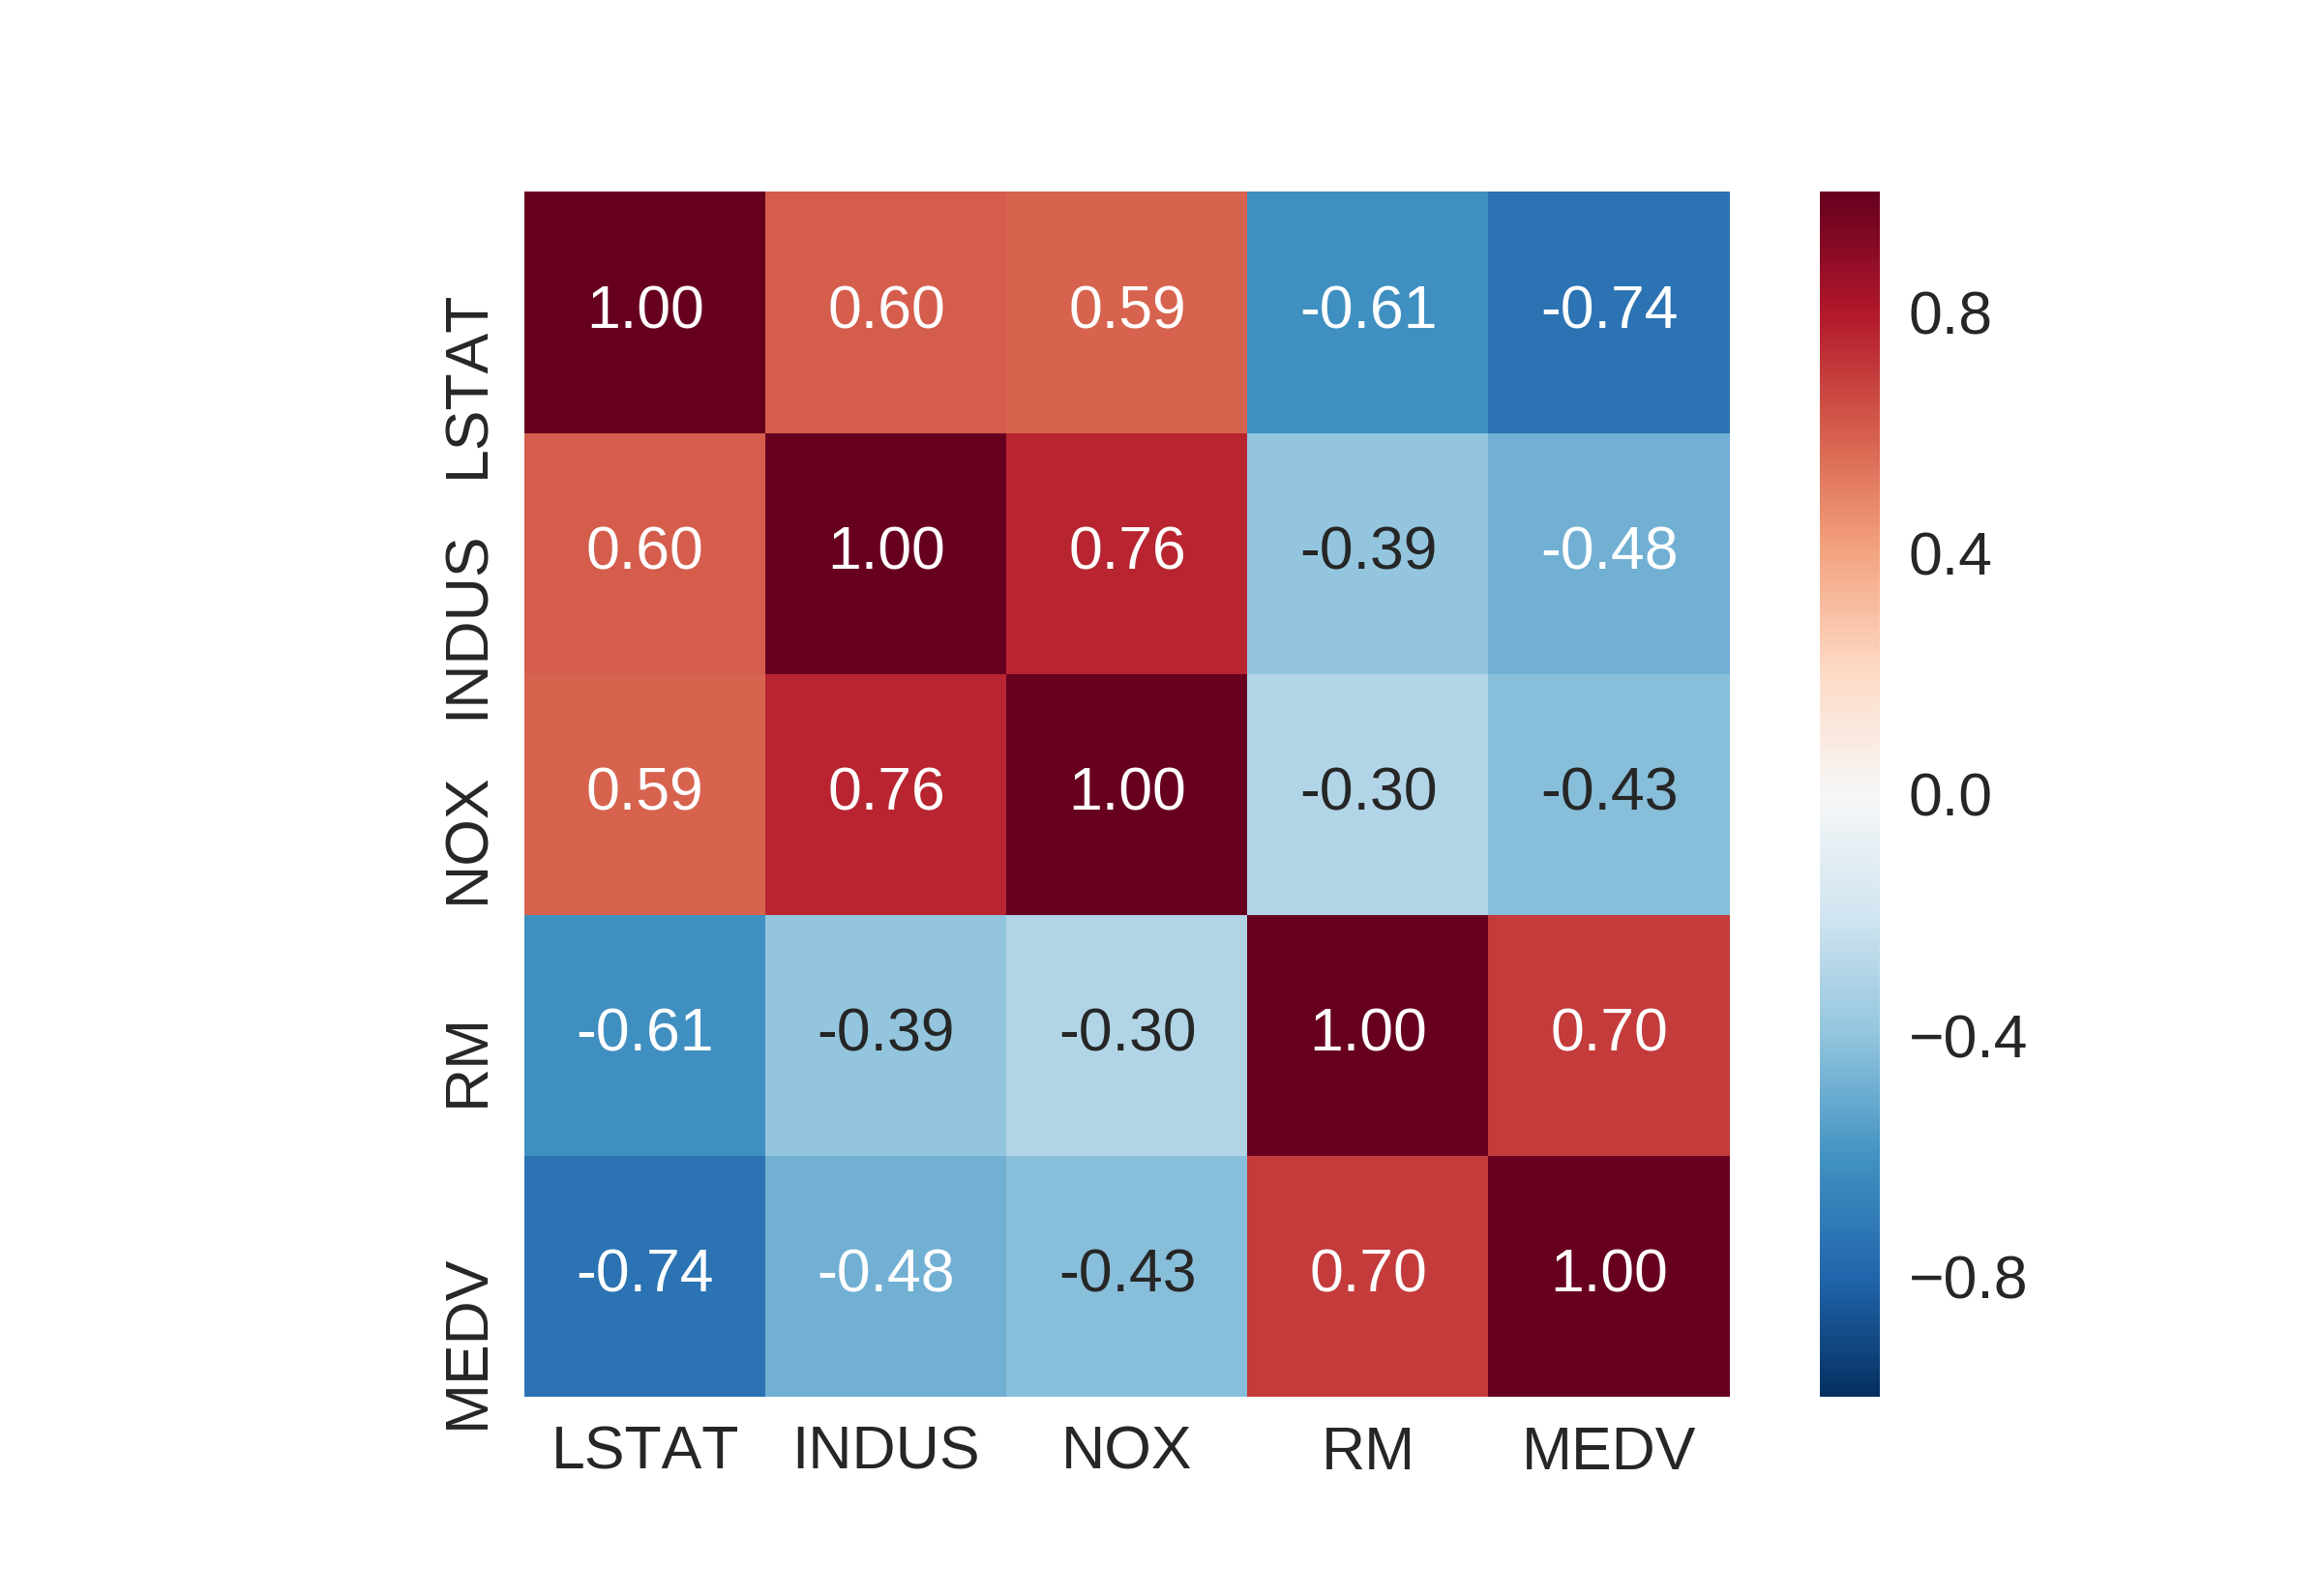 LSTAT 1.00 0.60 0.59 -0.61 -0.74
INDUS 0.60 1.00 0.76 -0.39 -0.48
NOX 0.59 0.76 1.00 -0.30 -0.43
RM -0.61 -0.39 -0.30 1.00 0.70
MEDV -0.74 -0.48 -0.43 0.70 1.00
LSTAT INDUS NOX RM MEDV
0.8
0.4
0.0
−0.4
−0.8